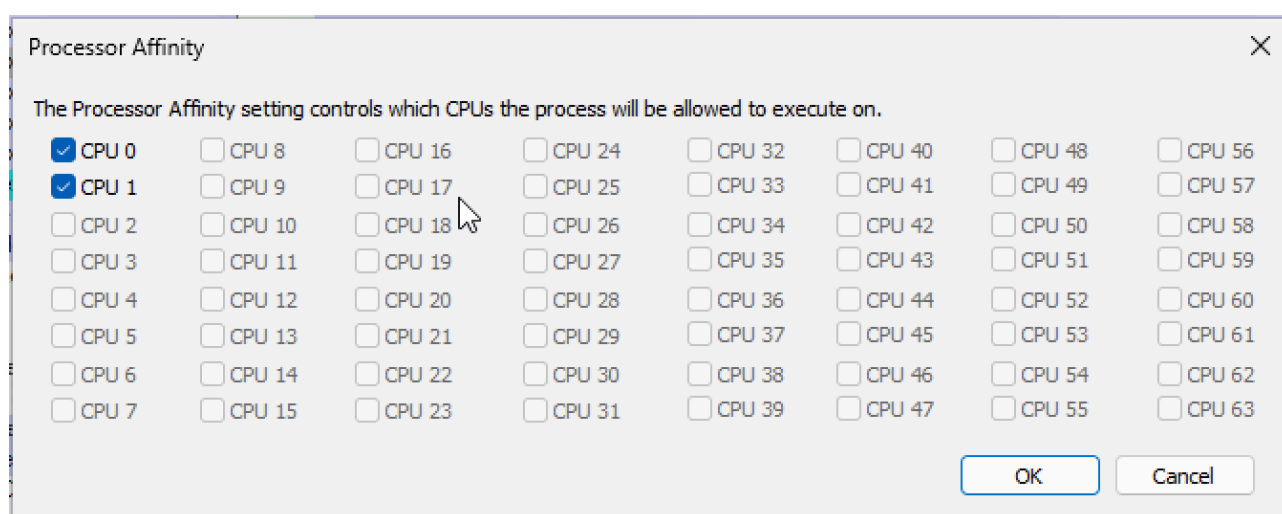 Processor Affinity
The Processor Affinity setting controls which CPUs the process will be allowed to execute on.
CPU 0 CPU 8 CPU 16 CPU 24 CPU 32 CPU 40 CPU 48 CPU 56
CPU 1 CPU 9 CPU 17 CPU 25 CPU 33 CPU 41 CPU 49 CPU 57
CPU 2 CPU 10 CPU 18 CPU 26 CPU 34 CPU 42 CPU 50 CPU 58
CPU 3 CPU 11 CPU 19 CPU 27 CPU 35 CPU 43 CPU 51 CPU 59
CPU 4 CPU 12 CPU 20 CPU 28 CPU 36 CPU 44 CPU 52 CPU 60
CPU 5 CPU 13 CPU 21 CPU 29 CPU 37 CPU 45 CPU 53 CPU 61
CPU 6 CPU 14 CPU 22 CPU 30 CPU 38 CPU 46 CPU 54 CPU 62
CPU 7 CPU 15 CPU 23 CPU 31 CPU 39 CPU 47 CPU 55 CPU 63
OK Cancel